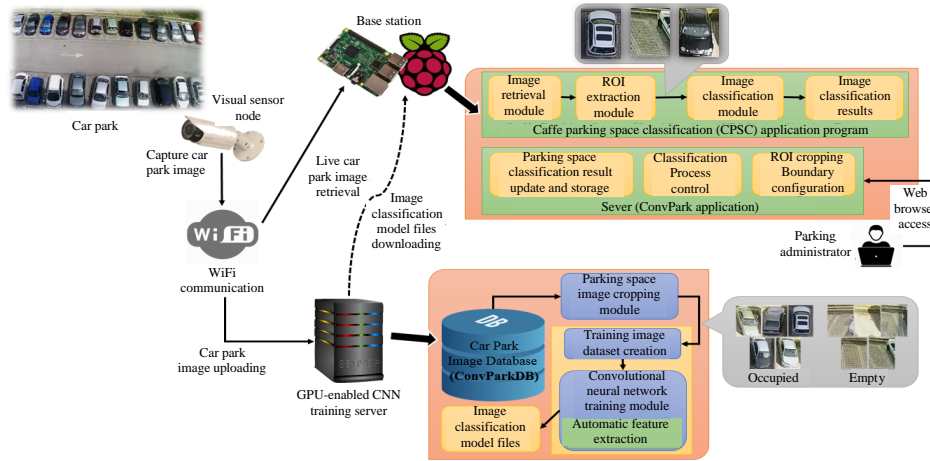 Base station
Car park
Visual sensor
node
Capture car
park image
Live car
park image
retrieval
Image
classification
model files
downloading
WiFi
WiFi
communication
Car park
image uploading
GPU-enabled CNN
training server
Image
retrieval
module
ROI
extraction
module
Image
classification
module
Image
classification
results
Caffe parking space classification (CPSC) application program
Parking space
classification result
update and storage
Classification
Process
control
ROI cropping
Boundary
configuration
Sever (ConvPark application)
Web
browse
access
Parking
administrator
DB
Car Park
Image Database
(ConvParkDB)
Parking space
image cropping
module
Training image
dataset creation
Convolutional
neural network
training module
Automatic feature
extraction
Image
classification
model files
Occupied
Empty